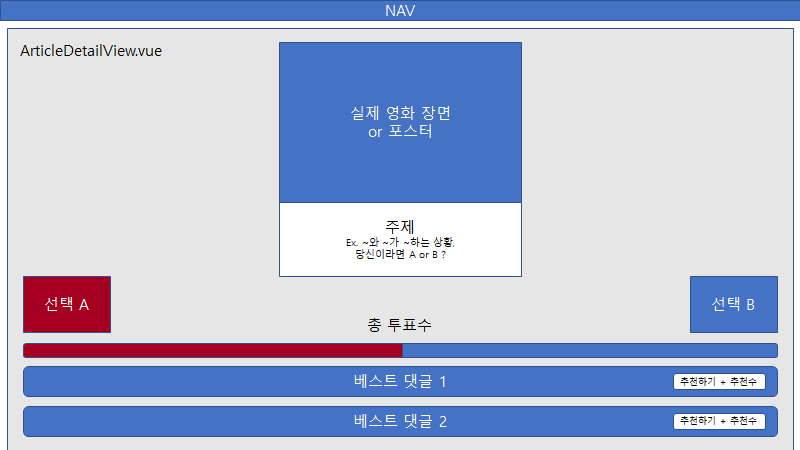 NAV
ArticleDetailView.vue
실제 영화 장면
or 포스터
주제
Ex. ~와 ~가 ~하는 상황,
당신이라면 A or B ?
선택 A
선택 B
총 투표수
베스트 댓글 1
추천하기 + 추천수
베스트 댓글 2
추천하기 + 추천수